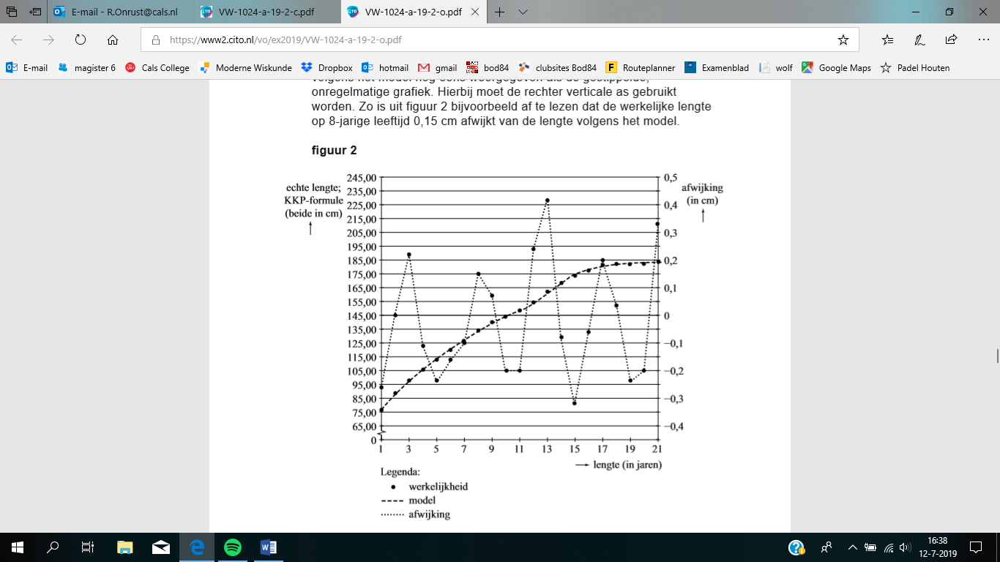 E-mail - R.Onrust@cals.nl
VW-1024-a-19-2-c.pdf
VW-1024-a-19-2-o.pdf
https://www2.cito.nl/vo/ex2019/VW-1024-a-19-2-o.pdf
E-mail
magister 6
Cals College
Moderne Wiskunde
Dropbox
hotmail
gmail
bod84
clubsites Bod84
Routeplanner
Examenblad
wolf
Google Maps
Padel Houten
volgens het model nog eens weergegeven als de gestippelde,
onregelmatige grafiek. Hierbij moet de rechter verticale as gebruikt
worden. Zo is uit figuur 2 bijvoorbeeld af te lezen dat de werkelijke lengte
op 8-jarige leeftijd 0,15 cm afwijkt van de lengte volgens het model.
figuur 2
echte lengte;
KKP-formule
(beide in cm)
245,00
235,00
225,00
215,00
205,00
195,00
185,00
175,00
165,00
155,00
145,00
135,00
125,00
115,00
105,00
95,00
85,00
75,00
65,00
0
0,5
0,4
0,3
0,2
0,1
0
−0,1
−0,2
−0,3
−0,4
afwijking
(in cm)
1 3 5 7 9 11 13 15 17 19 21
lengte (in jaren)
Legenda:
werkelijkheid
model
afwijking
16:38
12-7-2019